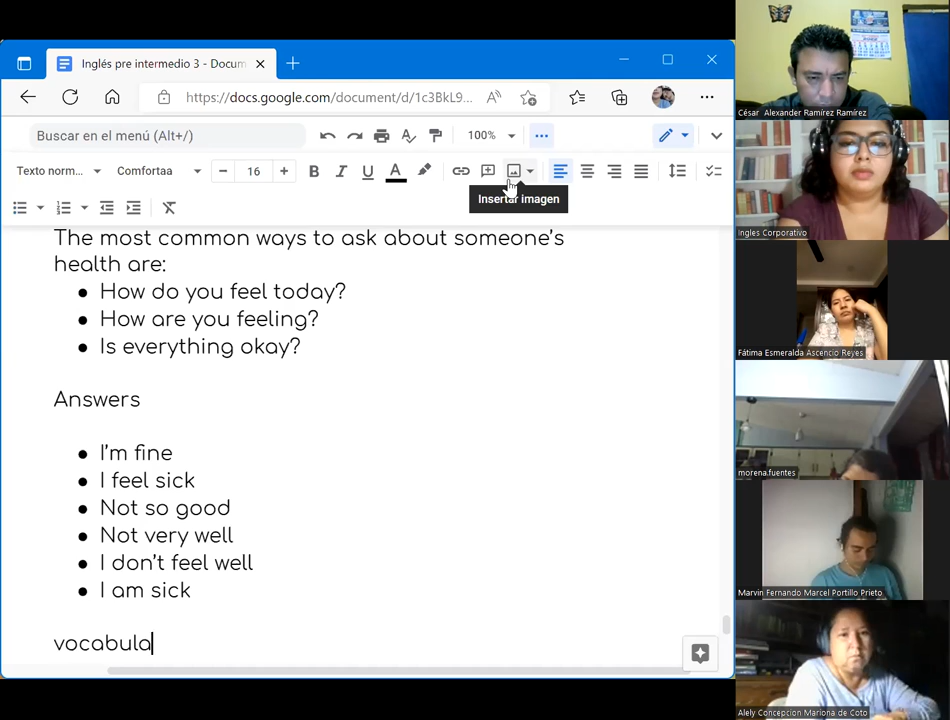 Inglés pre intermedio 3 - Docum
https://docs.google.com/document/d/1c3BkL9...
Buscar en el menú (Alt+/)
100%
Texto norm...
Comfortaa
16
Insertar imagen
The most common ways to ask about someone's
health are:
How do you feel today?
How are you feeling?
Is everything okay?
Answers
I'm fine
I feel sick
Not so good
Not very well
I don't feel well
I am sick
vocabula
César Alexander Ramírez Ramírez
Ingles Corporativo
Fátima Esmeralda Ascencio Reyes
morena.fuentes
Marvin Fernando Marcel Portillo Prieto
Alely Concepcion Mariona de Coto